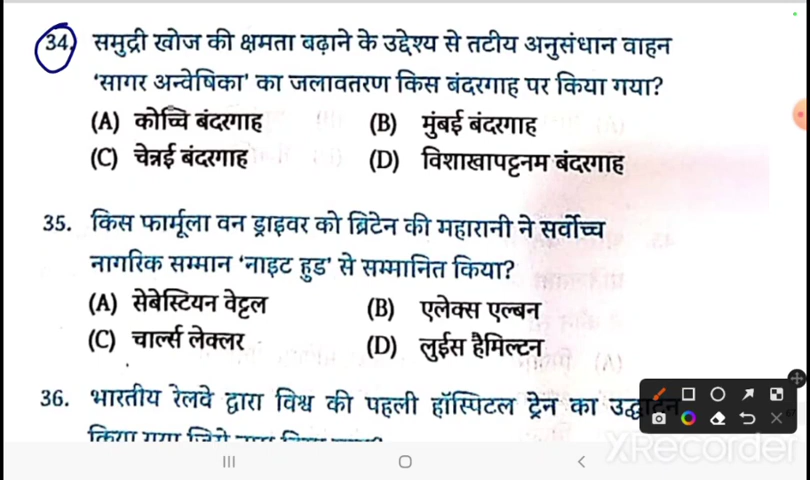 34. समुद्री खोज की क्षमता बढ़ाने के उद्देश्य से तटीय अनुसंधान वाहन
'सागर अन्वेषिका' का जलावतरण किस बंदरगाह पर किया गया?
(A) कोच्चि बंदरगाह (B) मुंबई बंदरगाह
(C) चेन्नई बंदरगाह (D) विशाखापट्टनम बंदरगाह
35. किस फार्मूला वन ड्राइवर को ब्रिटेन की महारानी ने सर्वोच्च
नागरिक सम्मान 'नाइट हुड' से सम्मानित किया?
(A) सेबेस्टियन वेट्टल (B) एलेक्स एल्बन
(C) चार्ल्स लेक्लर (D) लुईस हैमिल्टन
36. भारतीय रेलवे द्वारा विश्व की पहली हॉस्पिटल ट्रेन का उद्घाटन
किया गया
XRecorder